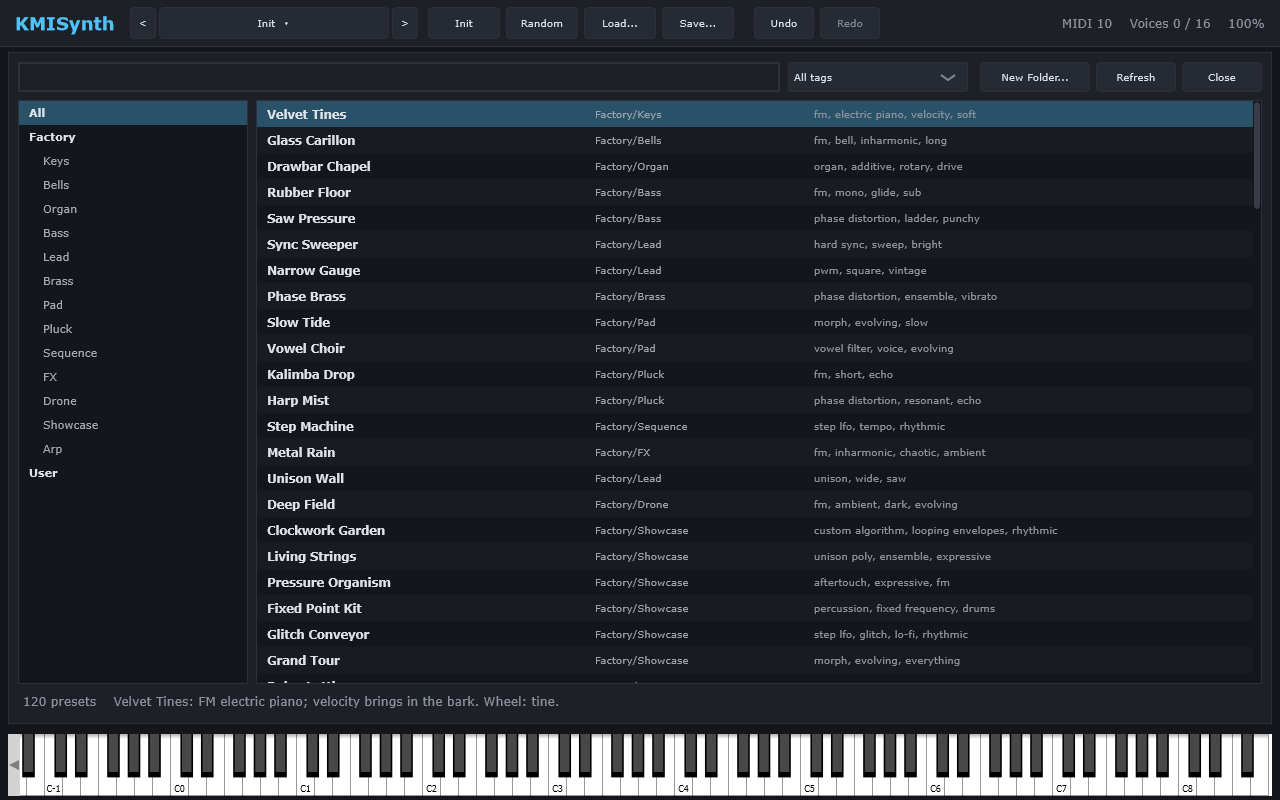 KMISynth < Init > Init Random Load... Save... Undo Redo MIDI 10 Voices 0 / 16 100%
All tags New Folder... Refresh Close
All
Factory
Keys
Bells
Organ
Bass
Lead
Brass
Pad
Pluck
Sequence
FX
Drone
Showcase
Arp
User
Velvet Tines Factory/Keys fm, electric piano, velocity, soft
Glass Carillon Factory/Bells fm, bell, inharmonic, long
Drawbar Chapel Factory/Organ organ, additive, rotary, drive
Rubber Floor Factory/Bass fm, mono, glide, sub
Saw Pressure Factory/Bass phase distortion, ladder, punchy
Sync Sweeper Factory/Lead hard sync, sweep, bright
Narrow Gauge Factory/Lead pwm, square, vintage
Phase Brass Factory/Brass phase distortion, ensemble, vibrato
Slow Tide Factory/Pad morph, evolving, slow
Vowel Choir Factory/Pad vowel filter, voice, evolving
Kalimba Drop Factory/Pluck fm, short, echo
Harp Mist Factory/Pluck phase distortion, resonant, echo
Step Machine Factory/Sequence step lfo, tempo, rhythmic
Metal Rain Factory/FX fm, inharmonic, chaotic, ambient
Unison Wall Factory/Lead unison, wide, saw
Deep Field Factory/Drone fm, ambient, dark, evolving
Clockwork Garden Factory/Showcase custom algorithm, looping envelopes, rhythmic
Living Strings Factory/Showcase unison poly, ensemble, expressive
Pressure Organism Factory/Showcase aftertouch, expressive, fm
Fixed Point Kit Factory/Showcase percussion, fixed frequency, drums
Glitch Conveyor Factory/Showcase step lfo, glitch, lo-fi, rhythmic
Grand Tour Factory/Showcase morph, evolving, everything
120 presets Velvet Tines: FM electric piano; velocity brings in the bark. Wheel: tine.
C-1 C0 C1 C2 C3 C4 C5 C6 C7 C8